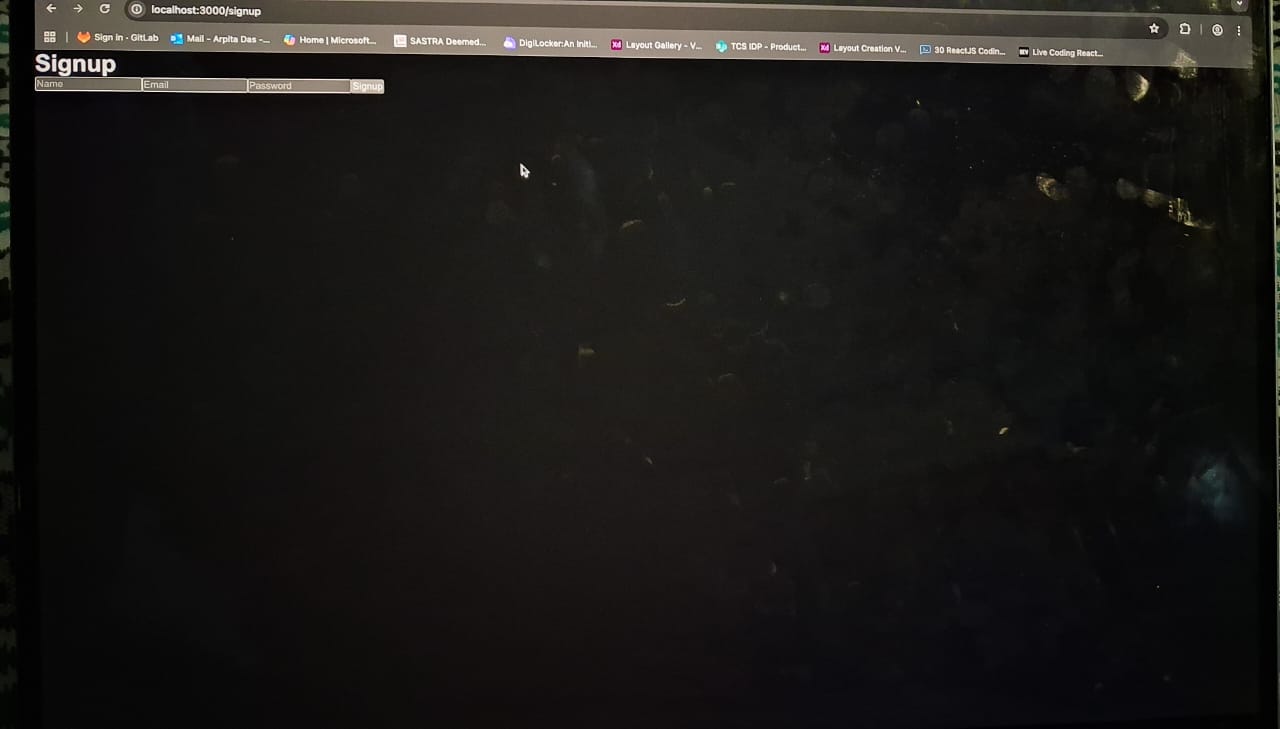 localhost:3000/signup
Sign in - GitLab Mail - Arpita Das -... Home | Microsoft... SASTRA Deemed... DigiLocker:An Initi... Layout Gallery - V... TCS IDP - Product... Layout Creation V... 30 ReactJS Codin... Live Coding React...
Signup
Name Email Password Signup